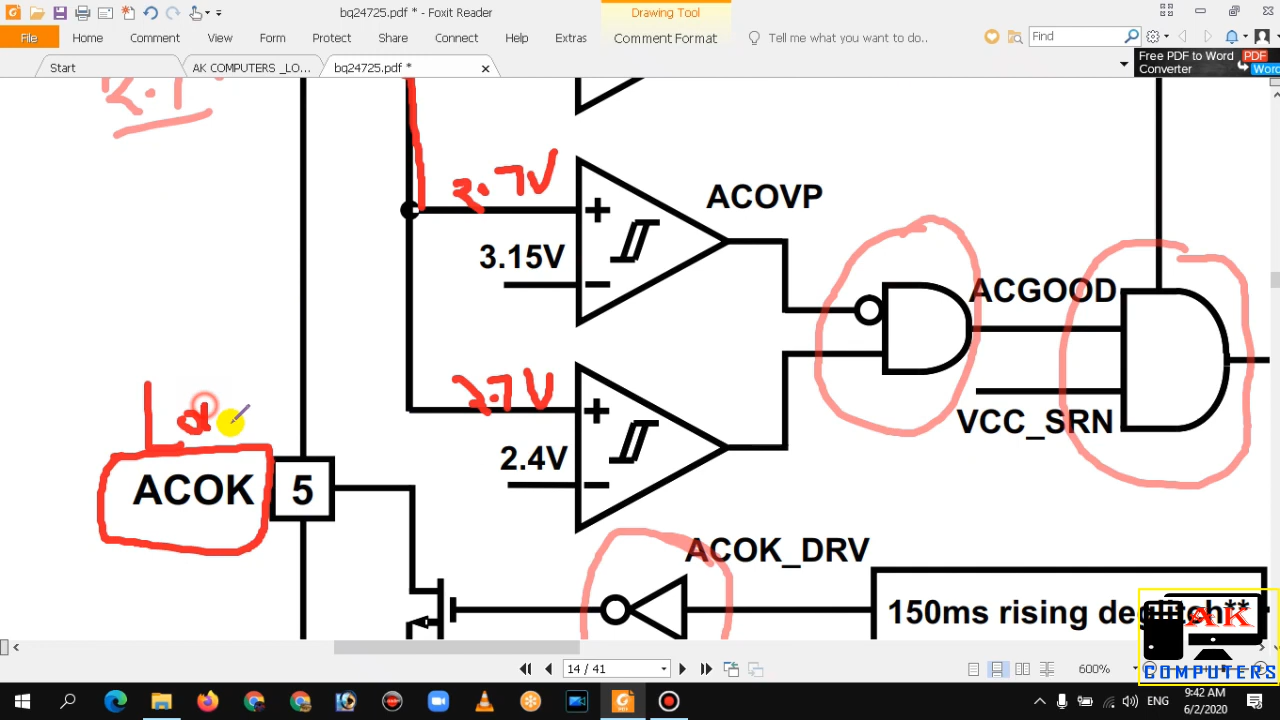 bq24725.pdf * - Foxit Reader
Drawing Tool
File
Home
Comment
View
Form
Protect
Share
Connect
Help
Extras
Comment Format
Tell me what you want to do..
Find
Start
AK COMPUTERS _LO...
bq24725.pdf *
Free PDF to Word
Converter
PDF
Word
2.7V
ACOVP
3.15V
ACGOOD
2.7V
VCC_SRN
2.4V
ACOK
5
ACOK_DRV
150ms rising deglitch**
AK
COMPUTERS
14 / 41
600%
ENG
9:42 AM
6/2/2020